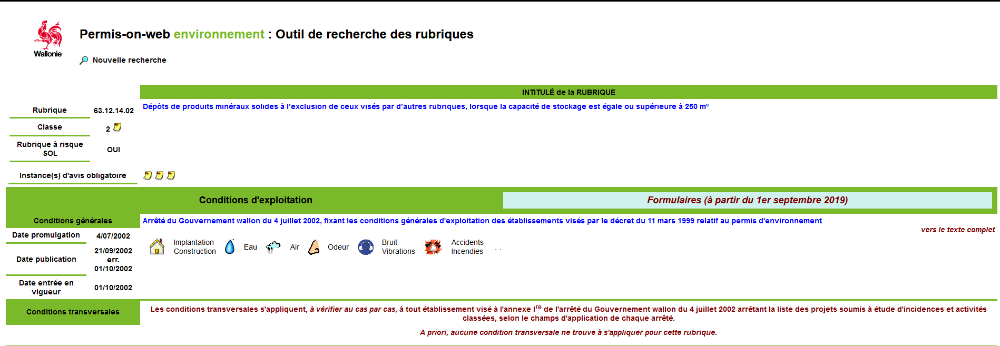 Wallonie
Permis-on-web environnement : Outil de recherche des rubriques
Nouvelle recherche
INTITULÉ de la RUBRIQUE
Rubrique
63.12.14.02
Dépôts de produits minéraux solides à l’exclusion de ceux visés par d’autres rubriques, lorsque la capacité de stockage est égale ou supérieure à 250 m³
Classe
2
Rubrique à risque
SOL
OUI
Instance(s) d'avis obligatoire
Conditions d'exploitation
Formulaires (à partir du 1er septembre 2019)
Conditions générales
Arrêté du Gouvernement wallon du 4 juillet 2002, fixant les conditions générales d'exploitation des établissements visés par le décret du 11 mars 1999 relatif au permis d'environnement
vers le texte complet
Date promulgation
4/07/2002
Date publication
21/09/2002
err.
01/10/2002
Date entrée en
vigueur
01/10/2002
Implantation
Construction
Eau
Air
Odeur
Bruit
Vibrations
Accidents
Incendies
. .
Conditions transversales
Les conditions transversales s'appliquent, à vérifier au cas par cas, à tout établissement visé à l'annexe Ire de l'arrêté du Gouvernement wallon du 4 juillet 2002 arrêtant la liste des projets soumis à étude d'incidences et activités
classées, selon le champs d'application de chaque arrêté.
A priori, aucune condition transversale ne trouve à s'appliquer pour cette rubrique.